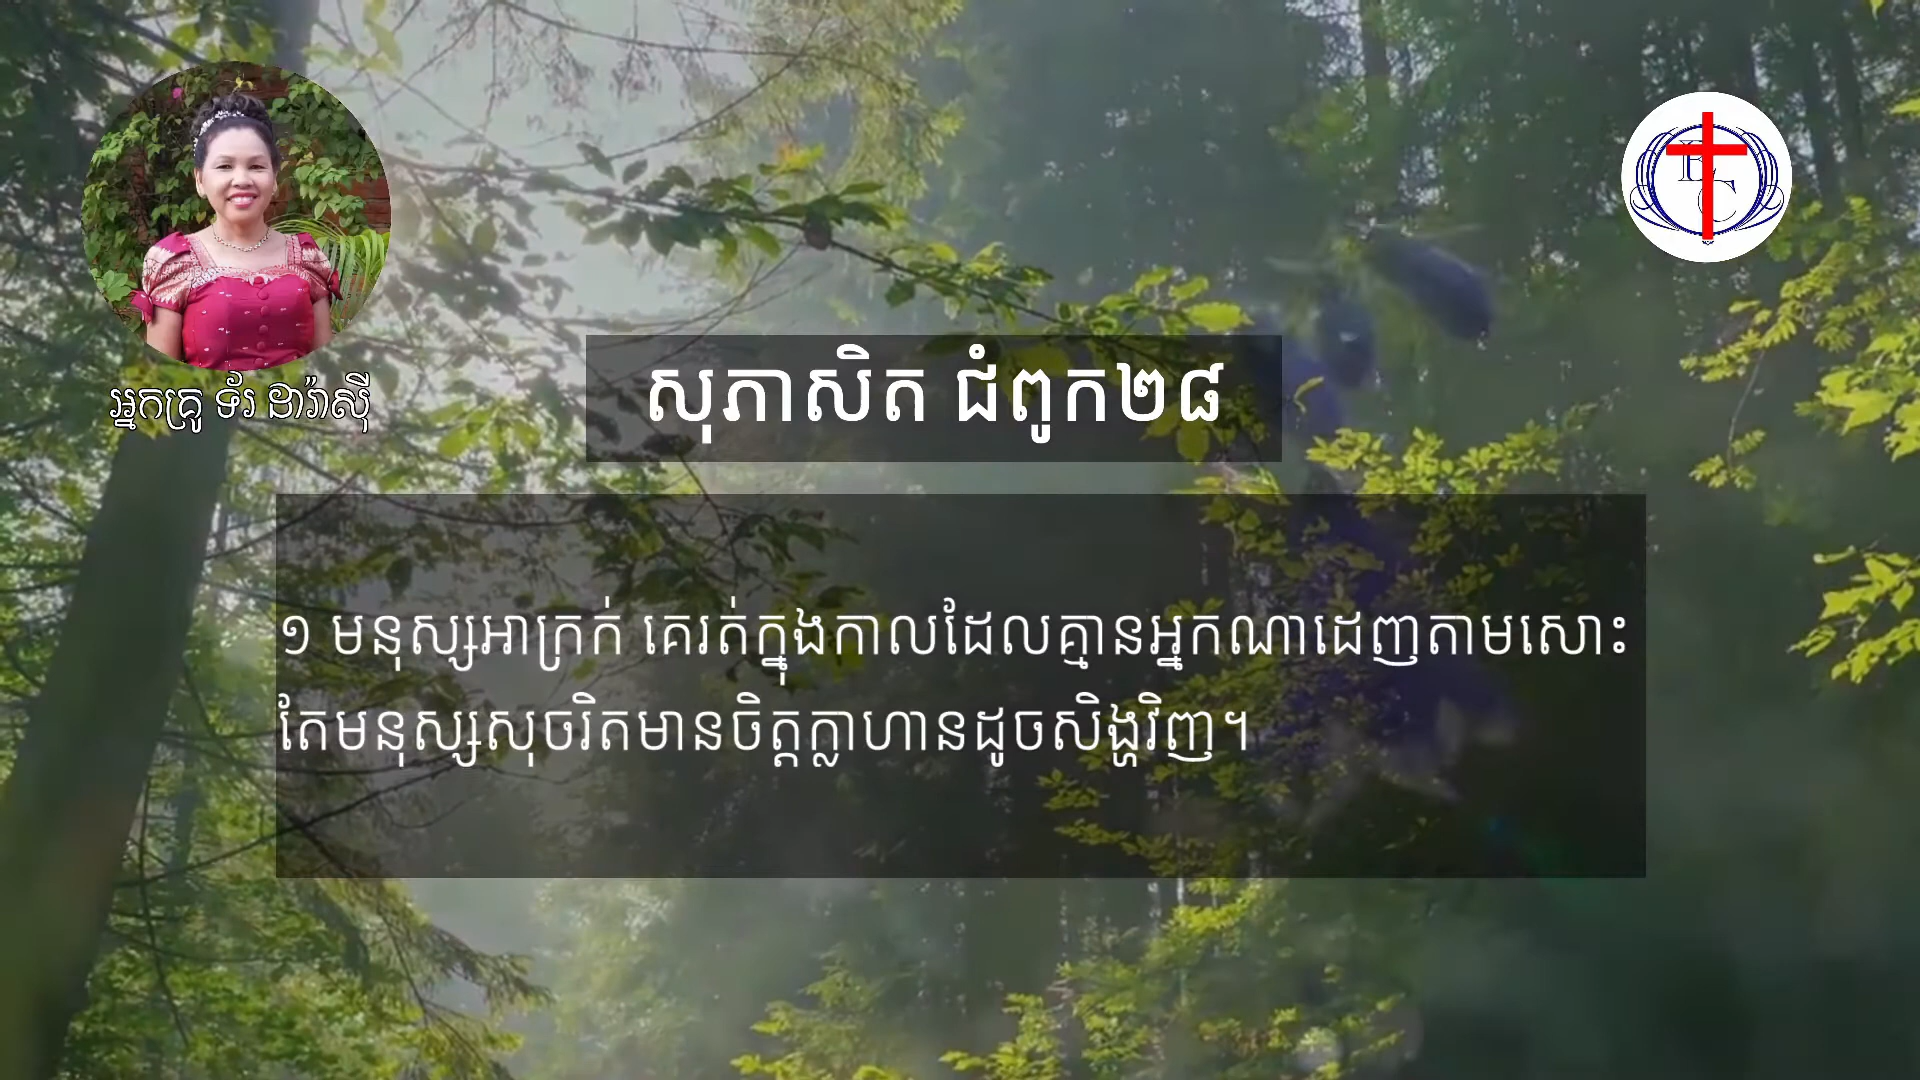 អ្នកគ្រូ ទ័រ ដារ៉ាស៊ី
EC
សុភាសិត ជំពូក២៨
១ មនុស្សអាក្រក់ គេរត់ក្នុងកាលដែលគ្មានអ្នកណាដេញតាមសោះ
តែមនុស្សសុចរិតមានចិត្តក្លាហានដូចសិង្ហវិញ។